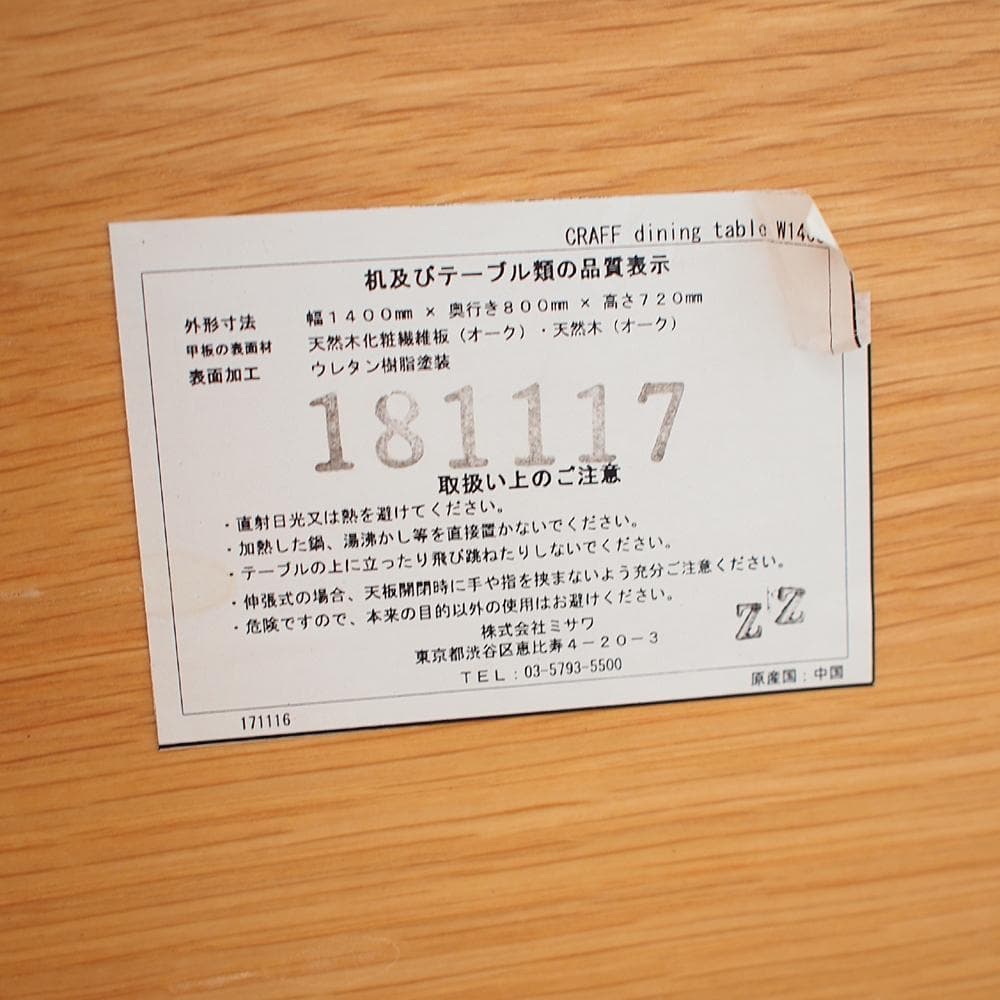 CRAFF dining table W140
机及びテーブル類の品質表示
外形寸法 幅1400mm × 奥行き800mm × 高さ720mm
甲板の表面材 天然木化粧繊維板（オーク）・天然木（オーク）
表面加工 ウレタン樹脂塗装
181117
取扱い上のご注意
・直射日光又は熱を避けてください。
・加熱した鍋、湯沸かし等を直接置かないでください。
・テーブルの上に立ったり飛び跳ねたりしないでください。
・伸張式の場合、天板開閉時に手や指を挟まないよう充分ご注意ください。
・危険ですので、本来の目的以外の使用はお避けください。
ZZ
株式会社ミサワ
東京都渋谷区恵比寿4－20－3
TEL：03-5793-5500
原産国：中国
171116